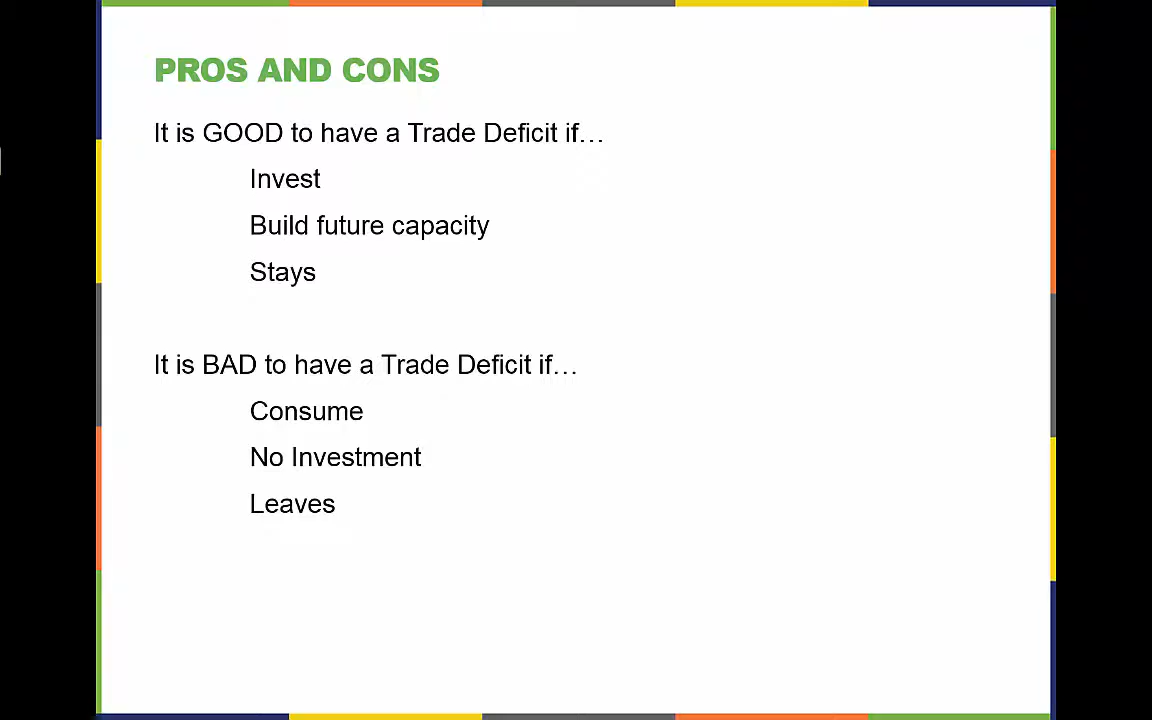 PROS AND CONS
It is GOOD to have a Trade Deficit if…
Invest
Build future capacity
Stays
It is BAD to have a Trade Deficit if…
Consume
No Investment
Leaves